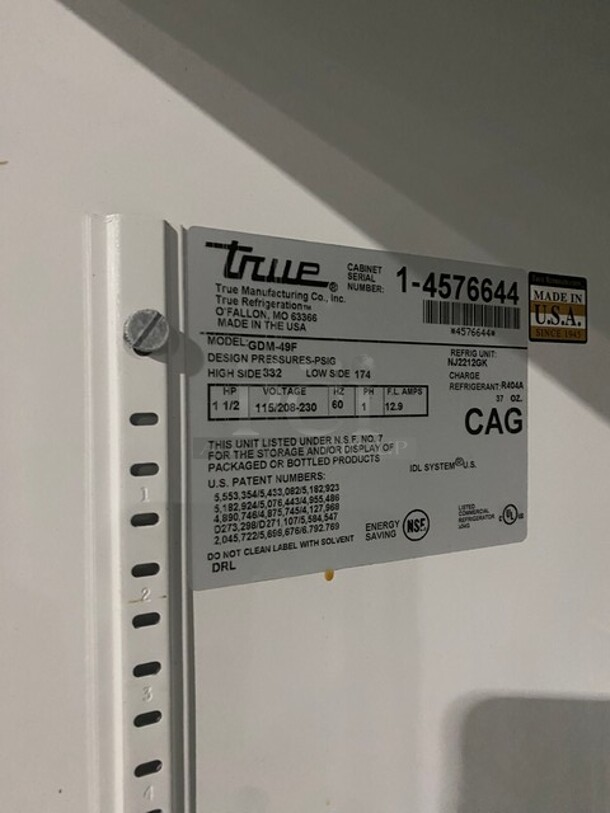 true®
True Manufacturing Co., Inc.
True Refrigeration™
O'FALLON, MO 63366
MADE IN THE USA
CABINET
SERIAL
NUMBER:
1-4576644
*4576644*
MADE IN
U.S.A.
SINCE 1945
MODEL: GDM-49F
DESIGN PRESSURES-PSIG
HIGH SIDE 332 LOW SIDE 174
REFRIG UNIT:
NJ2212GK
CHARGE
REFRIGERANT: R404A
37 OZ.
HP VOLTAGE HZ PH F.L. AMPS
1 1/2 115/208-230 60 1 12.9
CAG
THIS UNIT LISTED UNDER N.S.F. NO. 7
FOR THE STORAGE AND/OR DISPLAY OF
PACKAGED OR BOTTLED PRODUCTS
IDL SYSTEM® U.S.
U.S. PATENT NUMBERS:
5,553,354/5,433,082/5,182,923
5,182,924/5,076,443/4,955,486
4,890,746/4,875,745/4,127,968
D273,298/D271,107/5,584,547
2,045,722/5,696,676/6,792,769
ENERGY
SAVING
NSF
LISTED
COMMERCIAL
REFRIGERATOR
UL
DO NOT CLEAN LABEL WITH SOLVENT
DRL
1
2
3
4